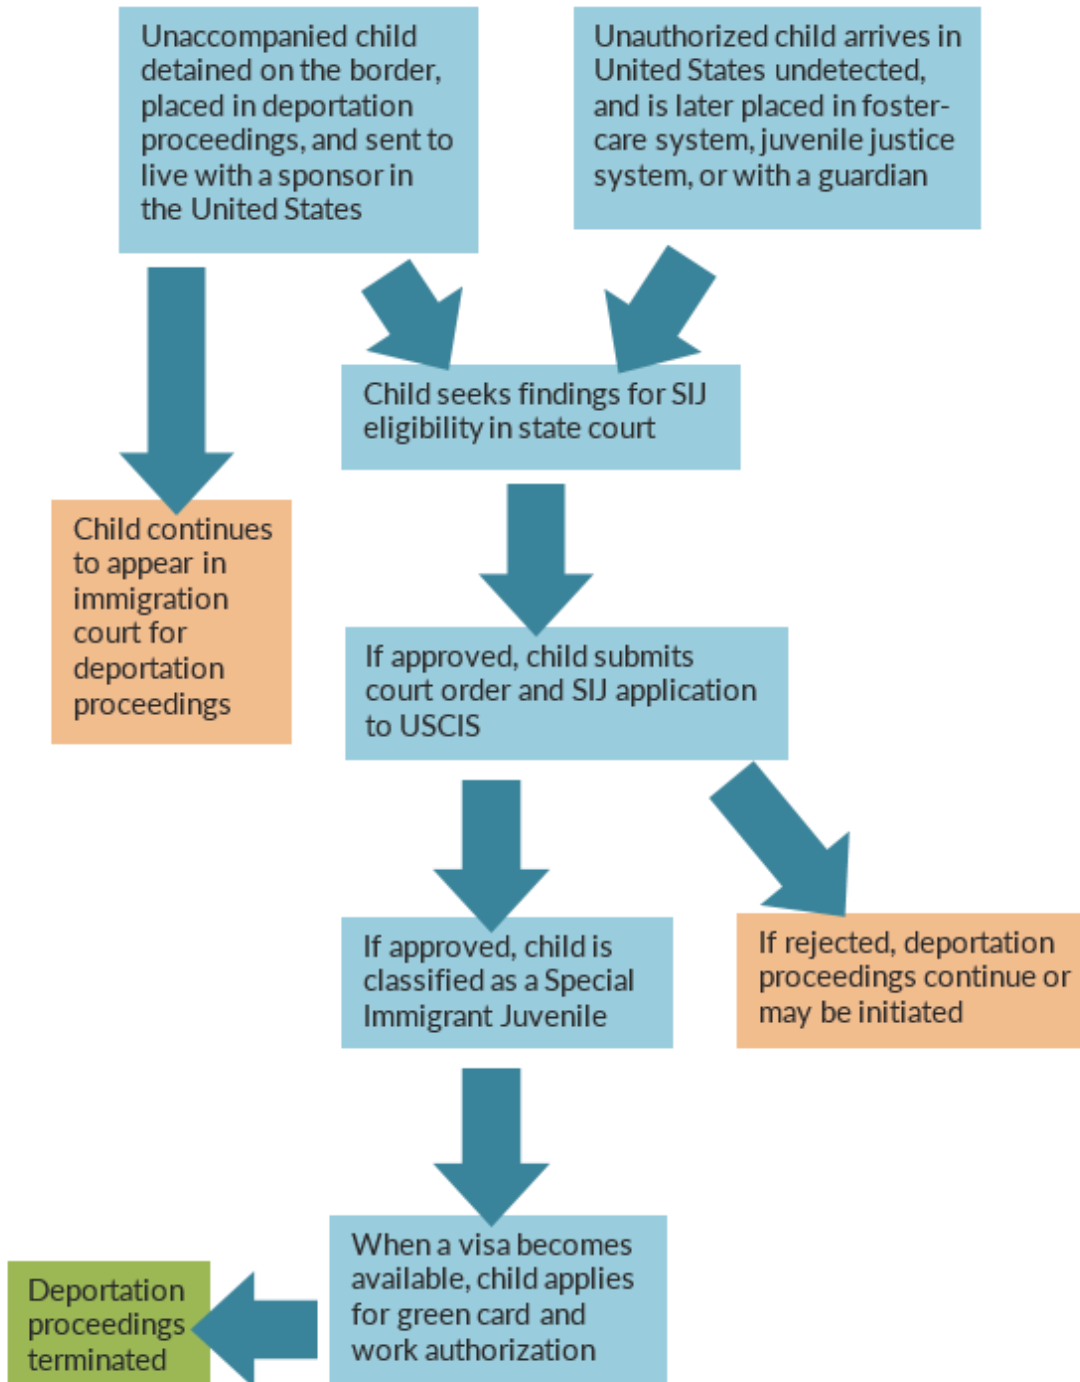 Unaccompanied child
detained on the border,
placed in deportation
proceedings, and sent to
live with a sponsor in
the United States
Unauthorized child arrives in
United States undetected,
and is later placed in foster-
care system, juvenile justice
system, or with a guardian
Child seeks findings for SIJ
eligibility in state court
Child continues
to appear in
immigration
court for
deportation
proceedings
If approved, child submits
court order and SIJ application
to USCIS
If approved, child is
classified as a Special
Immigrant Juvenile
If rejected, deportation
proceedings continue or
may be initiated
When a visa becomes
available, child applies
for green card and
work authorization
Deportation
proceedings
terminated